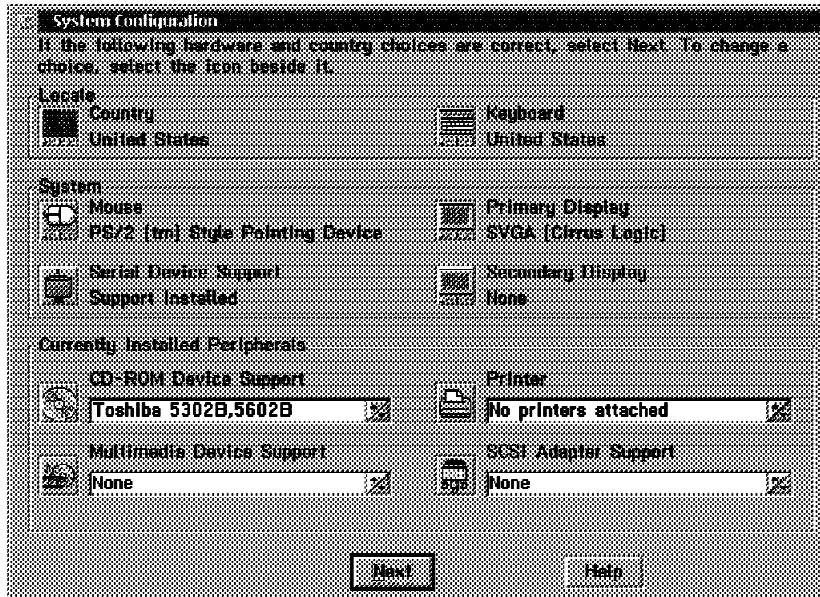 System Configuration
If the following hardware and country choices are correct, select Next. To change a
choice, select the icon beside it.
Locale
Country
United States
Keyboard
United States
System
Mouse
PS/2 (tm) Style Pointing Device
Primary Display
SVGA (Cirrus Logic)
Serial Device Support
Support Installed
Secondary Display
None
Currently Installed Peripherals
CD-ROM Device Support
Toshiba 5302B,5602B
Printer
No printers attached
Multimedia Device Support
None
SCSI Adapter Support
sys
None
Next
Help